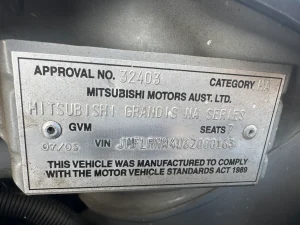 APPROVAL NO. 32403 CATEGORY
MITSUBISHI MOTORS AUST. LTD.
MITSUBISHI GRANDIS NA SERIES
GVM SEATS 7
07/05 VIN
THIS VEHICLE WAS MANUFACTURED TO COMPLY
WITH THE MOTOR VEHICLE STANDARDS ACT 1989